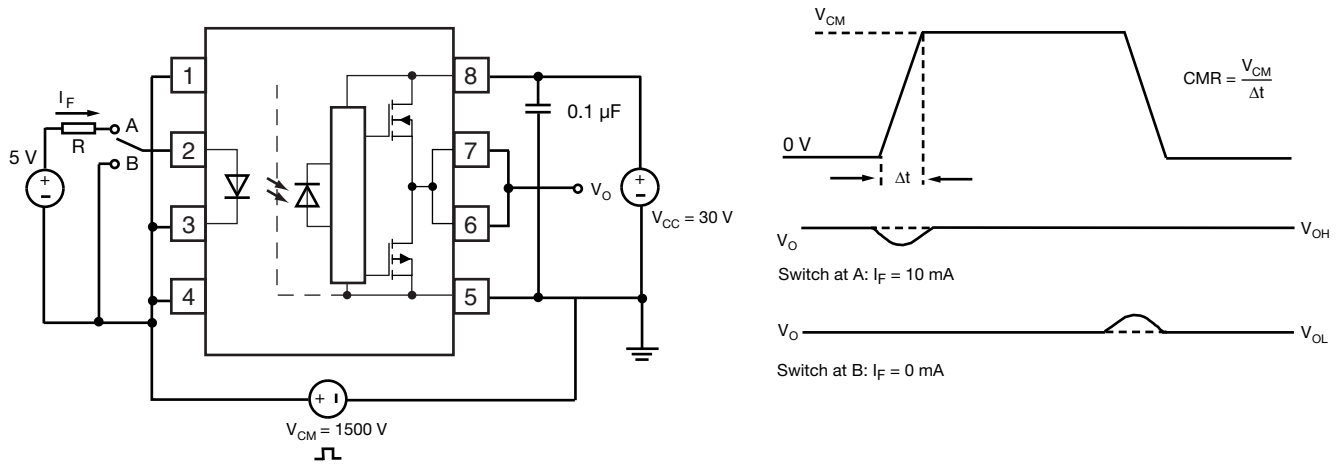 1
2
3
4
8
7
6
5
I_F
R
A
B
5 V
+
-
0.1 µF
V_O
+
-
V_CC = 30 V
+ -
V_CM = 1500 V
V_CM
CMR = V_CM / Δt
0 V
Δt
V_O
V_OH
Switch at A: I_F = 10 mA
V_O
V_OL
Switch at B: I_F = 0 mA